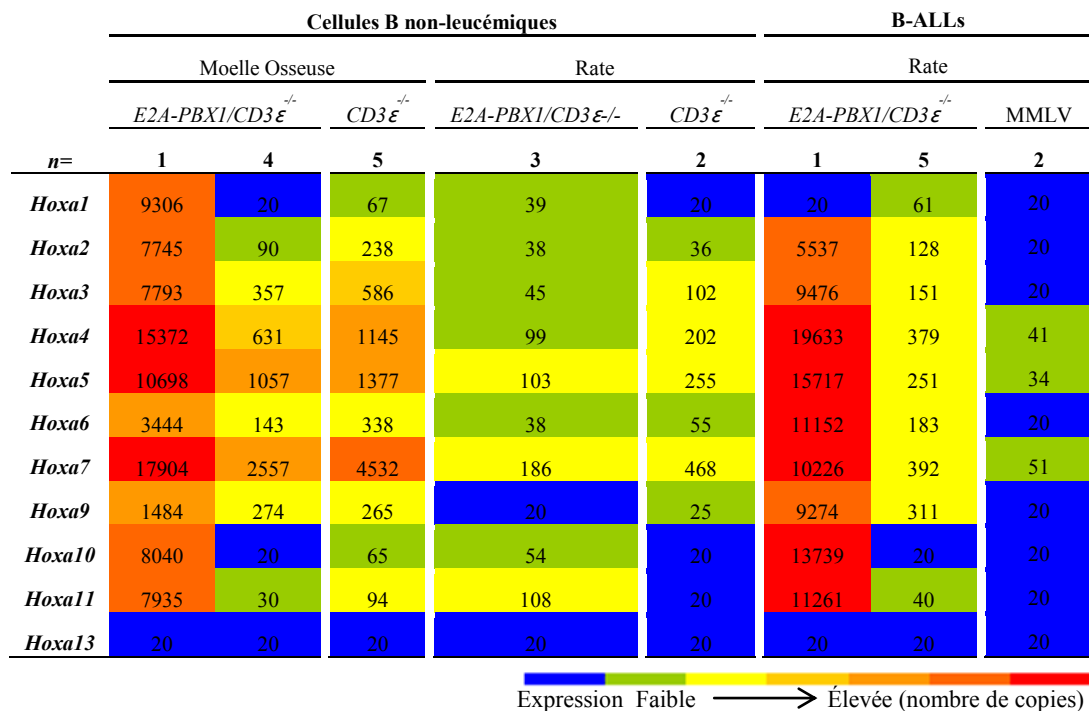 Cellules B non-leucémiques B-ALLs
Moelle Osseuse Rate Rate
E2A-PBX1/CD3ε-/- CD3ε-/- E2A-PBX1/CD3ε-/- CD3ε-/- E2A-PBX1/CD3ε-/- MMLV
n= 1 4 5 3 2 1 5 2
Hoxa1 9306 20 67 39 20 20 61 20
Hoxa2 7745 90 238 38 36 5537 128 20
Hoxa3 7793 357 586 45 102 9476 151 20
Hoxa4 15372 631 1145 99 202 19633 379 41
Hoxa5 10698 1057 1377 103 255 15717 251 34
Hoxa6 3444 143 338 38 55 11152 183 20
Hoxa7 17904 2557 4532 186 468 10226 392 51
Hoxa9 1484 274 265 20 25 9274 311 20
Hoxa10 8040 20 65 54 20 13739 20 20
Hoxa11 7935 30 94 108 20 11261 40 20
Hoxa13 20 20 20 20 20 20 20 20
Expression Faible → Élevée (nombre de copies)